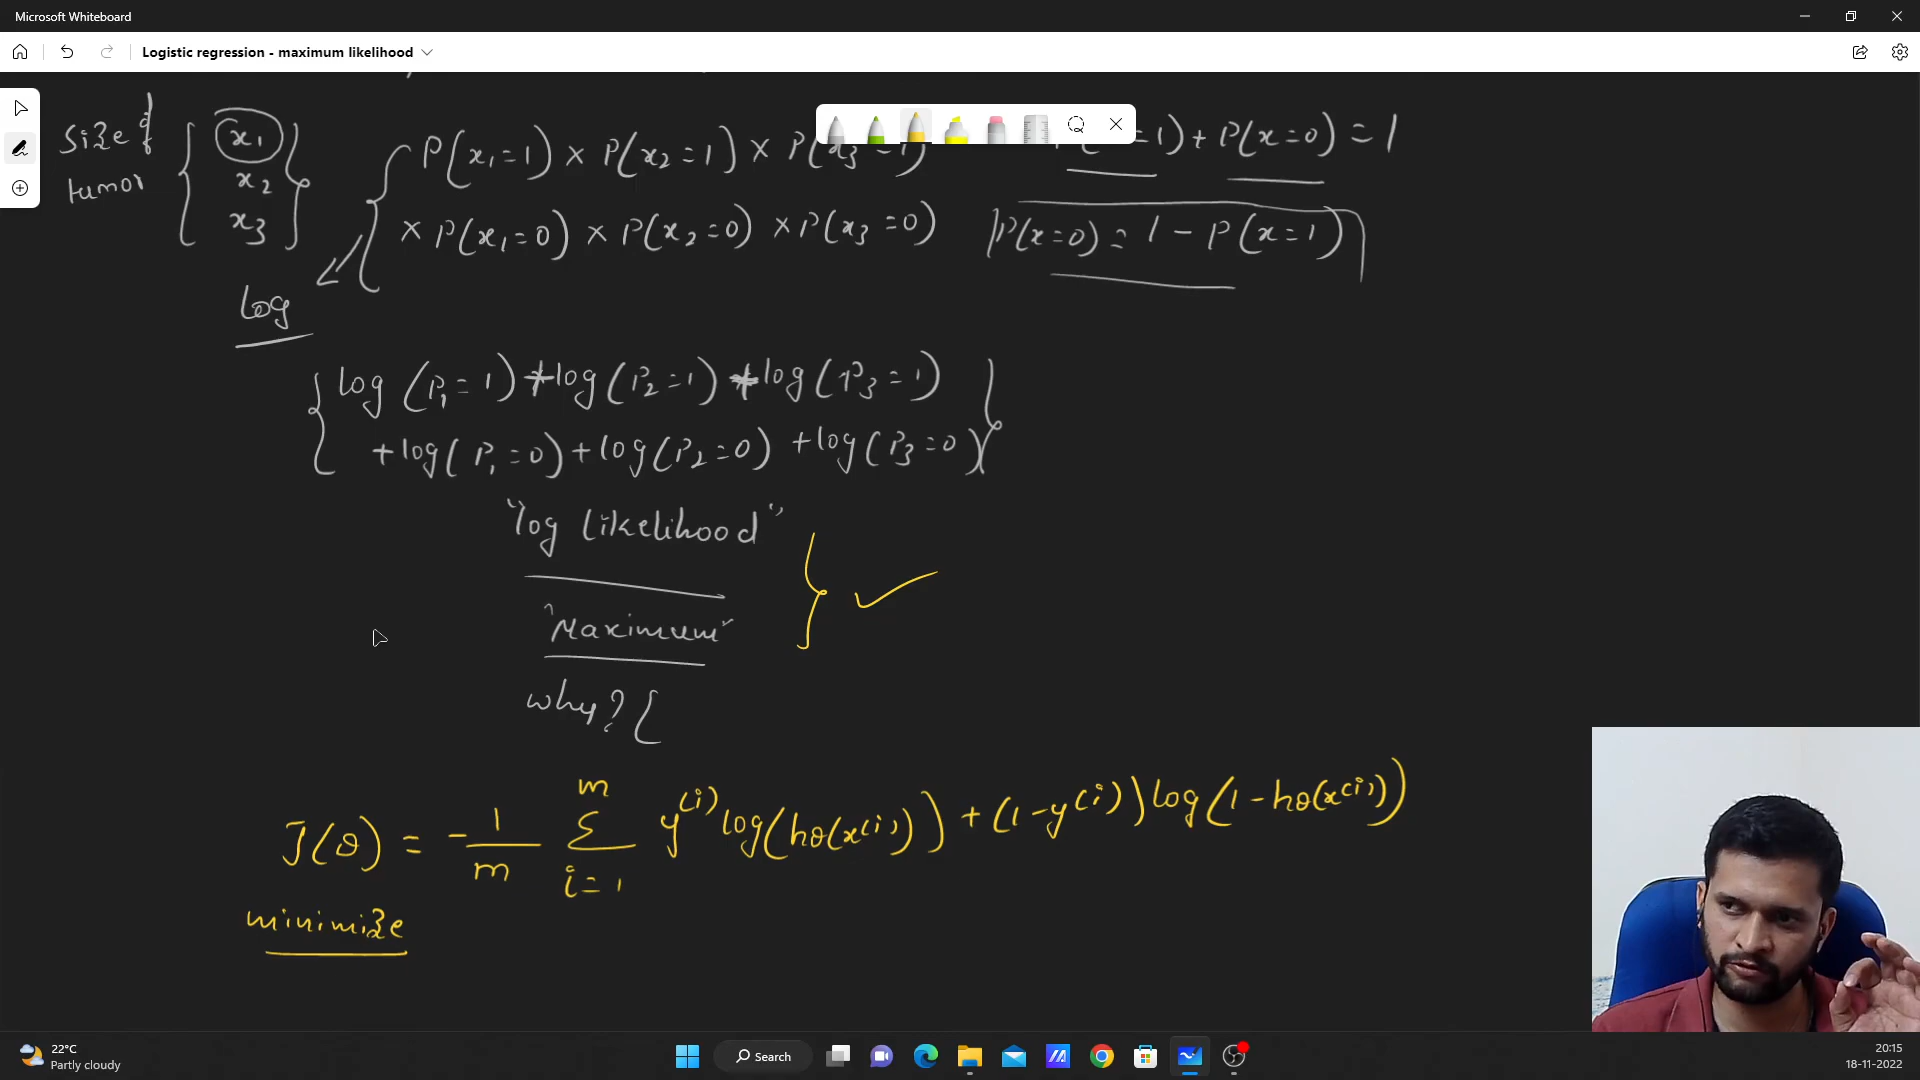 Microsoft Whiteboard
Logistic regression - maximum likelihood
size of
tumor
{ x1
x2
x3 }
{ P(x1=1) × P(x2=1) × P(x3=1)
× P(x1=0) × P(x2=0) × P(x3=0)
=1) + P(x=0) = 1
P(x=0) = 1 - P(x=1)
log
{ log (P1=1) + log (P2=1) + log (P3=1)
+ log (P1=0) + log (P2=0) + log (P3=0) }
"log likelihood"
"Maximum"
why? {
J(θ) = -1/m Σ i=1 m y(i) log(hθ(x(i))) + (1-y(i)) log(1-hθ(x(i)))
minimize
22°C
Partly cloudy
Search
20:15
18-11-2022